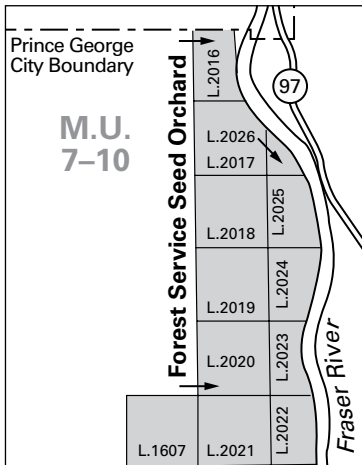 Prince George
City Boundary
L.2016
97
M.U.
7–10
Forest Service Seed Orchard
L.2026
L.2017
L.2025
L.2018
L.2024
L.2019
L.2023
L.2020
L.2022
L.1607
L.2021
Fraser River